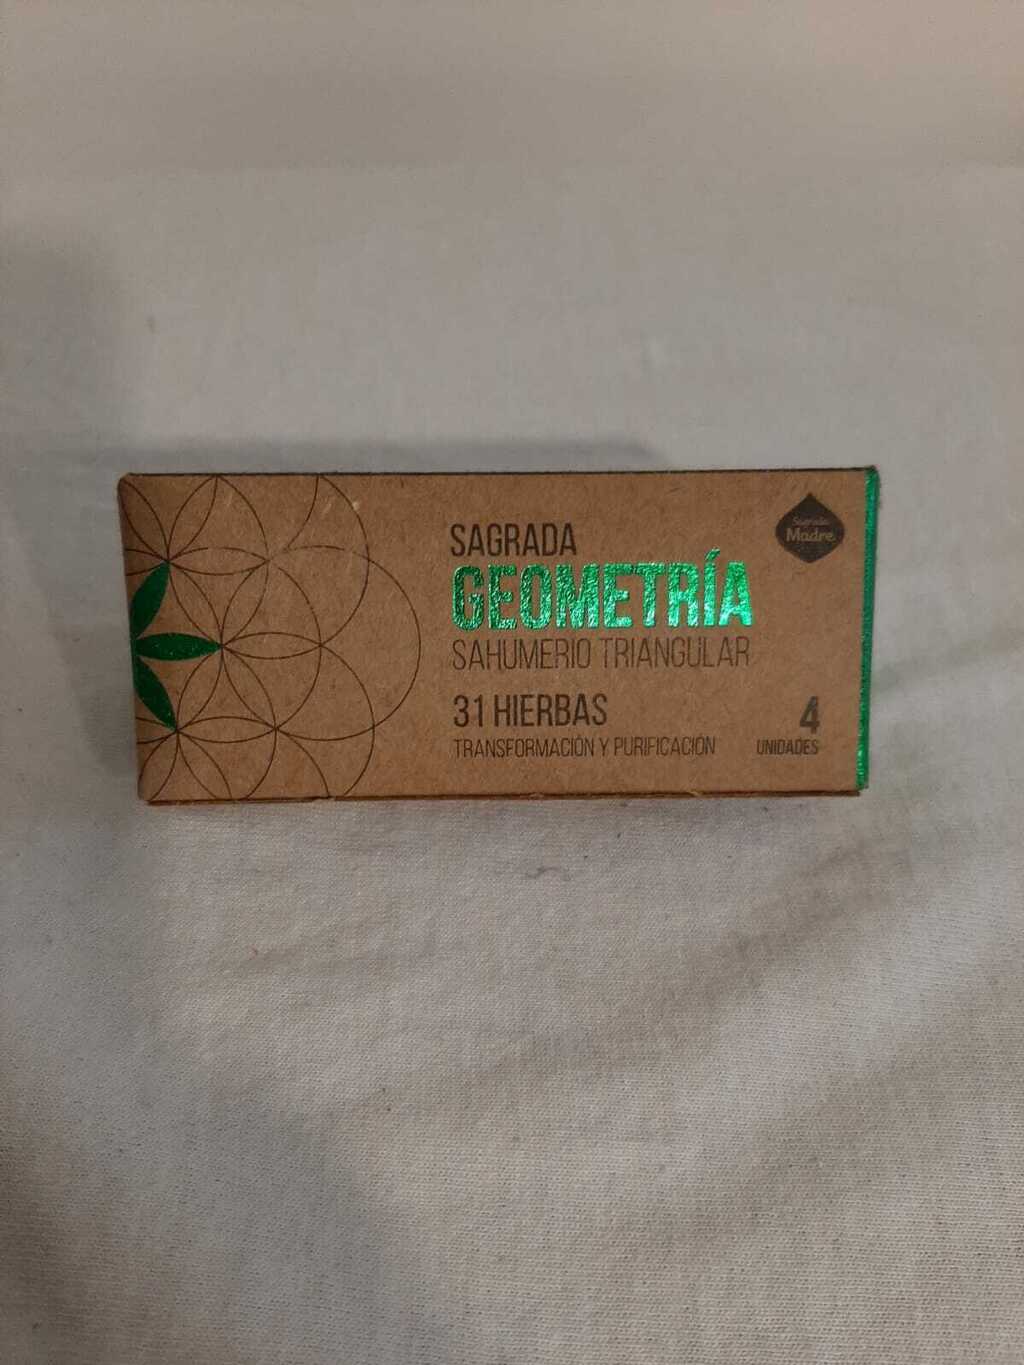 SAGRADA
GEOMETRÍA
SAHUMERIO TRIANGULAR
31 HIERBAS
TRANSFORMACIÓN Y PURIFICACIÓN
4
UNIDADES
Sagrada
Madre